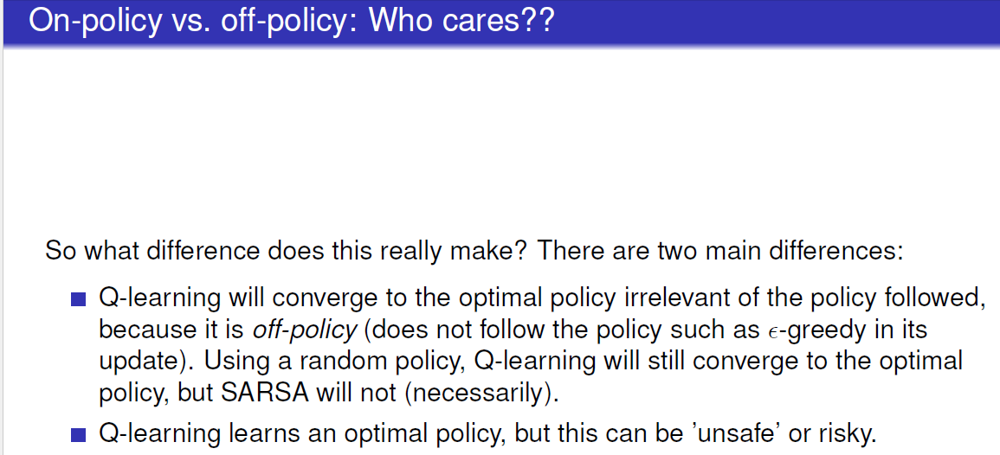 On-policy vs. off-policy: Who cares??
So what difference does this really make? There are two main differences:
Q-learning will converge to the optimal policy irrelevant of the policy followed,
because it is off-policy (does not follow the policy such as ϵ-greedy in its
update). Using a random policy, Q-learning will still converge to the optimal
policy, but SARSA will not (necessarily).
Q-learning learns an optimal policy, but this can be ’unsafe’ or risky.